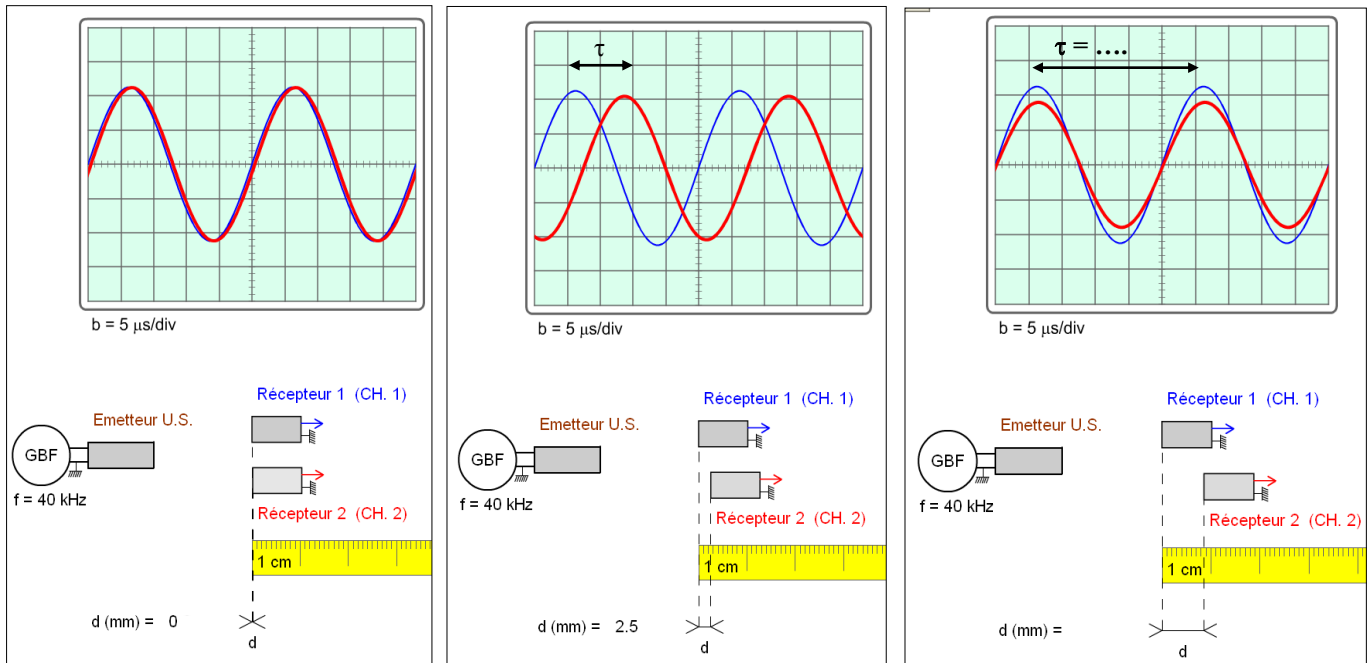 b = 5 μs/div
Récepteur 1 (CH. 1)
Emetteur U.S.
GBF
f = 40 kHz
Récepteur 2 (CH. 2)
1 cm
d (mm) = 0
d
τ
b = 5 μs/div
Récepteur 1 (CH. 1)
Emetteur U.S.
GBF
f = 40 kHz
Récepteur 2 (CH. 2)
1 cm
d (mm) = 2.5
d
τ = ....
b = 5 μs/div
Récepteur 1 (CH. 1)
Emetteur U.S.
GBF
f = 40 kHz
Récepteur 2 (CH. 2)
1 cm
d (mm) =
d